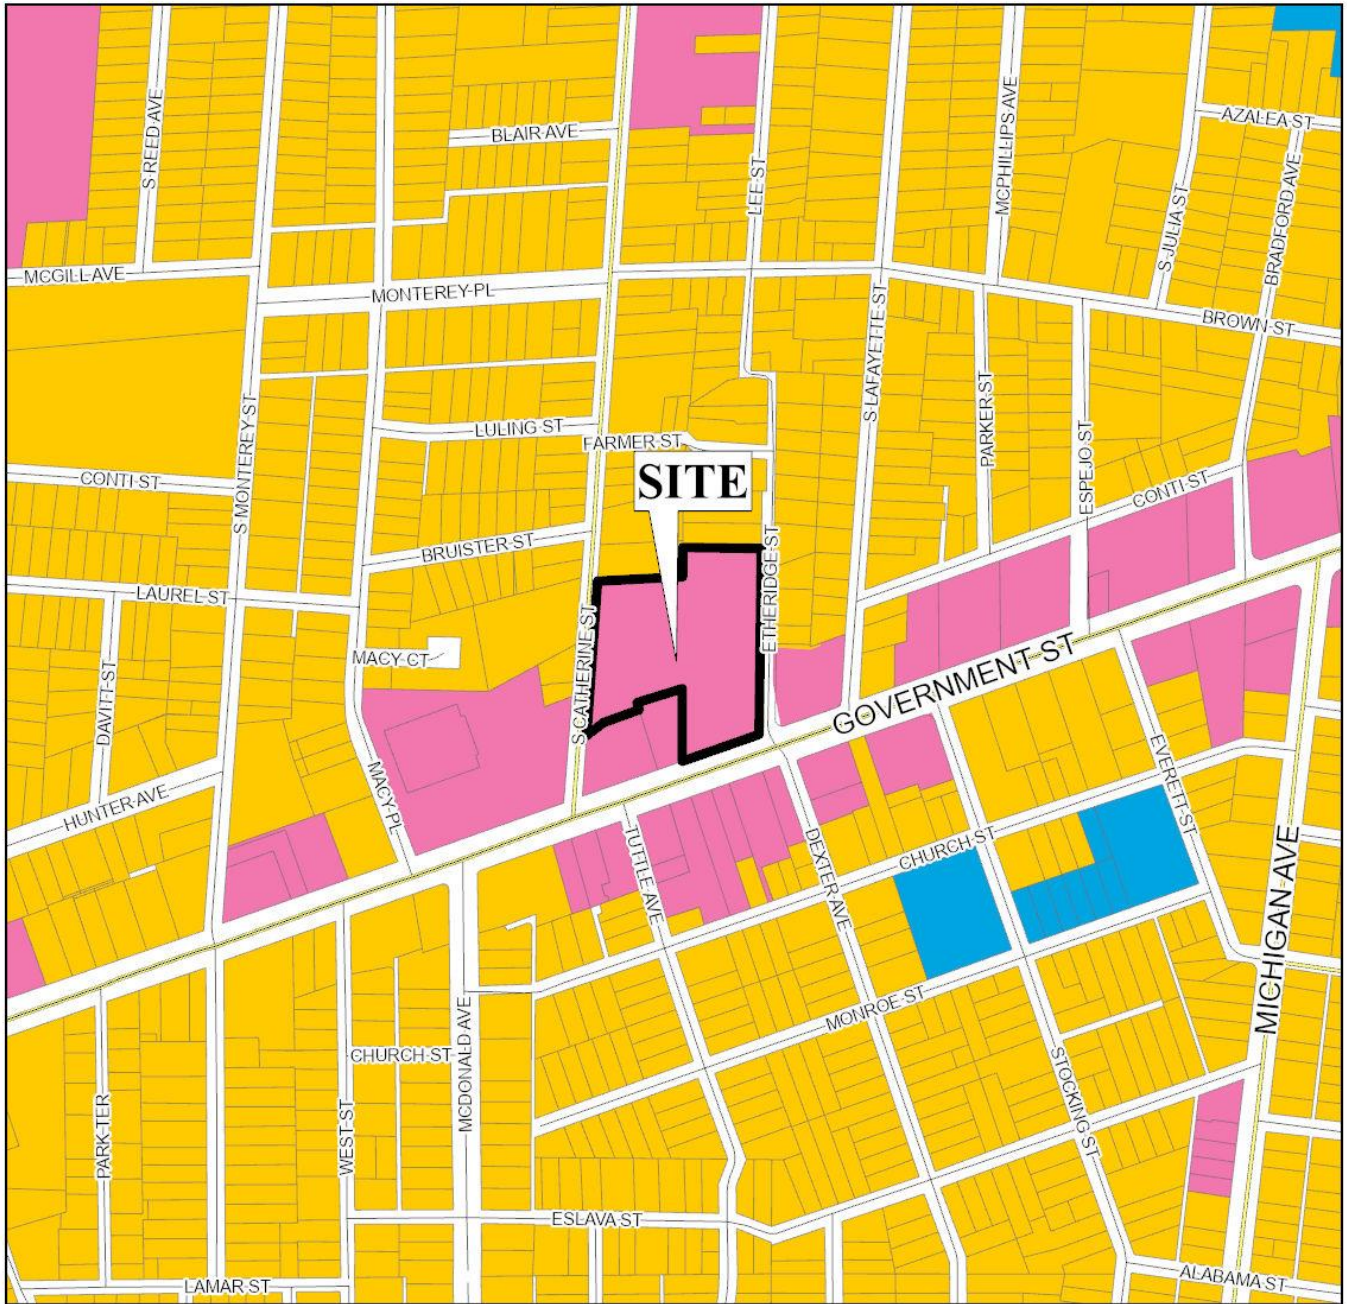 AZALEA ST
BLAIR AVE
S REED AVE
LEE ST
MCPHILLIPS AVE
S JULIA ST
BRADFORD AVE
MCGILL AVE
MONTEREY PL
BROWN ST
S LAFAYETTE ST
PARKER ST
S MONTEREY ST
LULING ST
FARMER ST
ESPEJO ST
CONTI ST
CONTI ST
SITE
BRUISTER ST
ETHERIDGE ST
LAUREL ST
S CATHERINE ST
MACY CT
DAVITT ST
GOVERNMENT ST
HUNTER AVE
MACY PL
EVERETT ST
TUTTLE AVE
DEXTER AVE
CHURCH ST
MICHIGAN AVE
MONROE ST
CHURCH ST
MCDONALD AVE
STOCKING ST
PARK TER
WEST ST
ESLAVA ST
LAMAR ST
ALABAMA ST